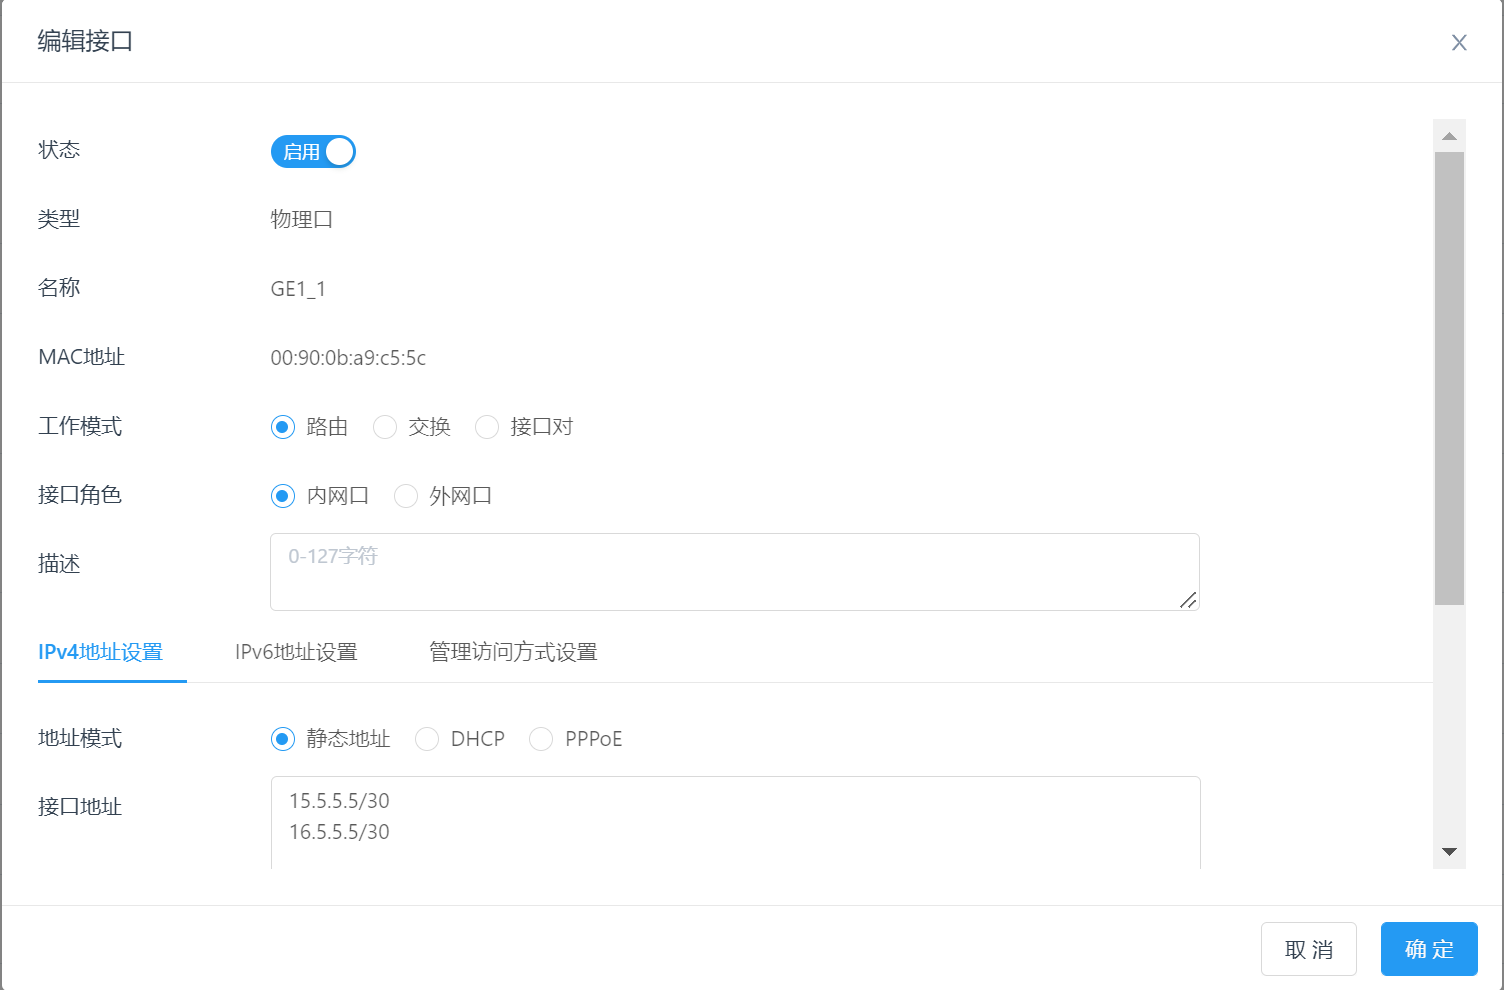 编辑接口
状态 启用
类型 物理口
名称 GE1_1
MAC地址 00:90:0b:a9:c5:5c
工作模式 路由 交换 接口对
接口角色 内网口 外网口
描述 0-127字符
IPv4地址设置 IPv6地址设置 管理访问方式设置
地址模式 静态地址 DHCP PPPoE
接口地址 15.5.5.5/30
16.5.5.5/30
取消 确定